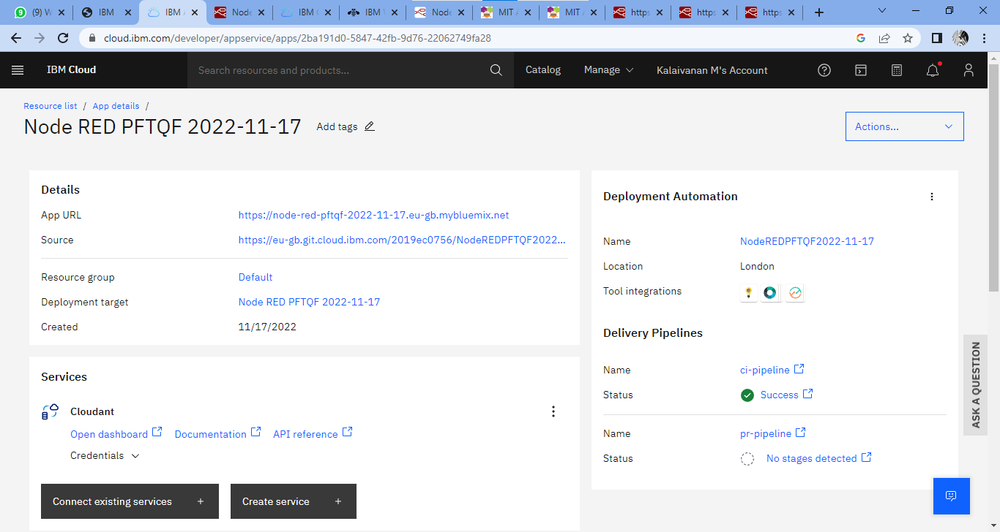 (9) W
IBM
IBM A
Node
IBM C
IBM W
Node
MIT A
MIT A
https
https
https
cloud.ibm.com/developer/appservice/apps/2ba191d0-5847-42fb-9d76-22062749fa28
IBM Cloud
Search resources and products...
Catalog
Manage
Kalaivanan M's Account
Resource list / App details /
Node RED PFTQF 2022-11-17
Add tags
Actions...
Details
App URL https://node-red-pftqf-2022-11-17.eu-gb.mybluemix.net
Source https://eu-gb.git.cloud.ibm.com/2019ec0756/NodeREDPFTQF2022...
Resource group Default
Deployment target Node RED PFTQF 2022-11-17
Created 11/17/2022
Services
Cloudant
Open dashboard Documentation API reference
Credentials
Connect existing services +
Create service +
Deployment Automation
Name NodeREDPFTQF2022-11-17
Location London
Tool integrations
Delivery Pipelines
Name ci-pipeline
Status Success
Name pr-pipeline
Status No stages detected
ASK A QUESTION